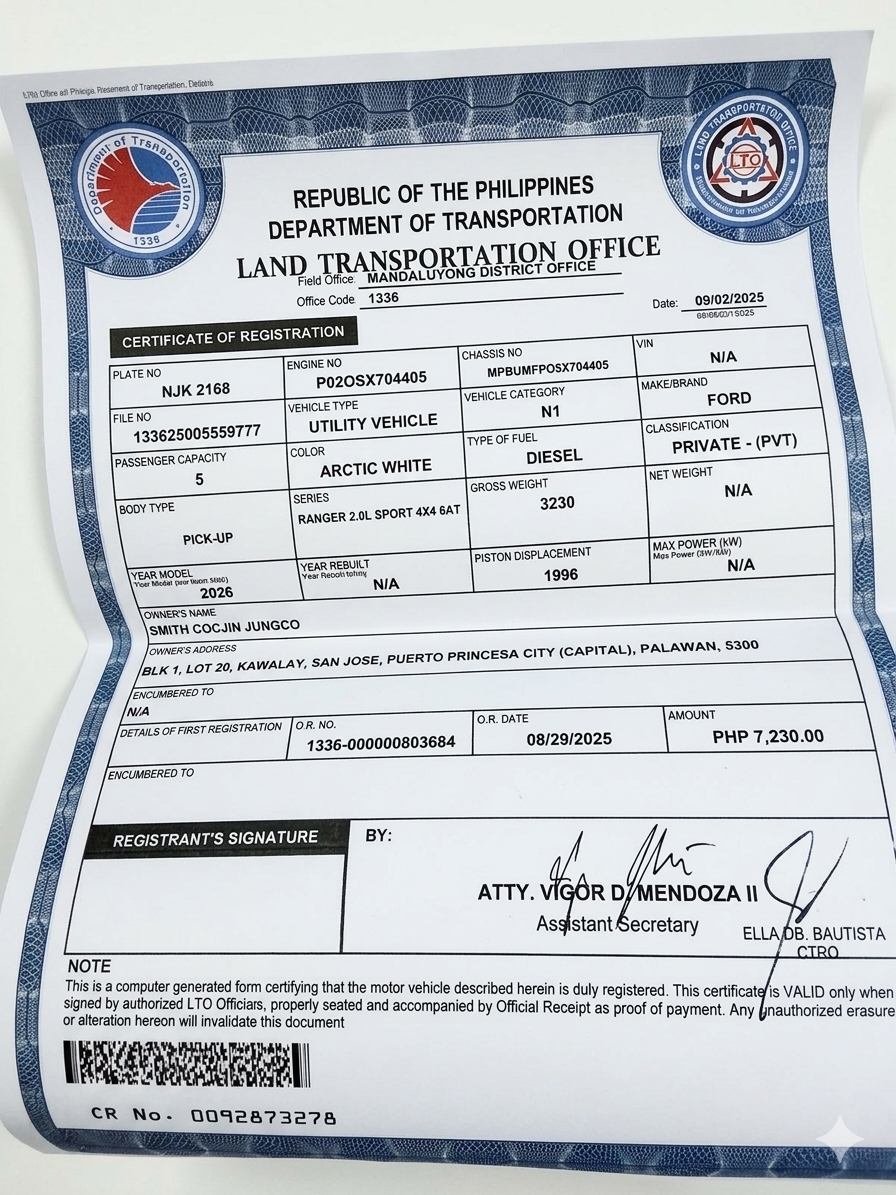 REPUBLIC OF THE PHILIPPINES
DEPARTMENT OF TRANSPORTATION
LAND TRANSPORTATION OFFICE
Field Office: MANDALUYONG DISTRICT OFFICE
Office Code 1336
Date: 09/02/2025
CERTIFICATE OF REGISTRATION
PLATE NO
NJK 2168
ENGINE NO
P02OSX704405
CHASSIS NO
MPBUMFPOSX704405
VIN
N/A
FILE NO
133625005559777
VEHICLE TYPE
UTILITY VEHICLE
VEHICLE CATEGORY
N1
MAKE/BRAND
FORD
PASSENGER CAPACITY
5
COLOR
ARCTIC WHITE
TYPE OF FUEL
DIESEL
CLASSIFICATION
PRIVATE - (PVT)
BODY TYPE
PICK-UP
SERIES
RANGER 2.0L SPORT 4X4 6AT
GROSS WEIGHT
3230
NET WEIGHT
N/A
YEAR MODEL
2026
YEAR REBUILT
N/A
PISTON DISPLACEMENT
1996
MAX POWER (kW)
N/A
OWNER'S NAME
SMITH COCJIN JUNGCO
OWNER'S ADDRESS
BLK 1, LOT 20, KAWALAY, SAN JOSE, PUERTO PRINCESA CITY (CAPITAL), PALAWAN, 5300
ENCUMBERED TO
N/A
DETAILS OF FIRST REGISTRATION
O.R. NO.
1336-000000803684
O.R. DATE
08/29/2025
AMOUNT
PHP 7,230.00
ENCUMBERED TO
REGISTRANT'S SIGNATURE
BY:
ATTY. VIGOR D. MENDOZA II
Assistant Secretary
ELLA DB. BAUTISTA
CTRO
NOTE
This is a computer generated form certifying that the motor vehicle described herein is duly registered. This certificate is VALID only when
signed by authorized LTO Officiars, properly seated and accompanied by Official Receipt as proof of payment. Any unauthorized erasure
or alteration hereon will invalidate this document
CR No. 0092873278